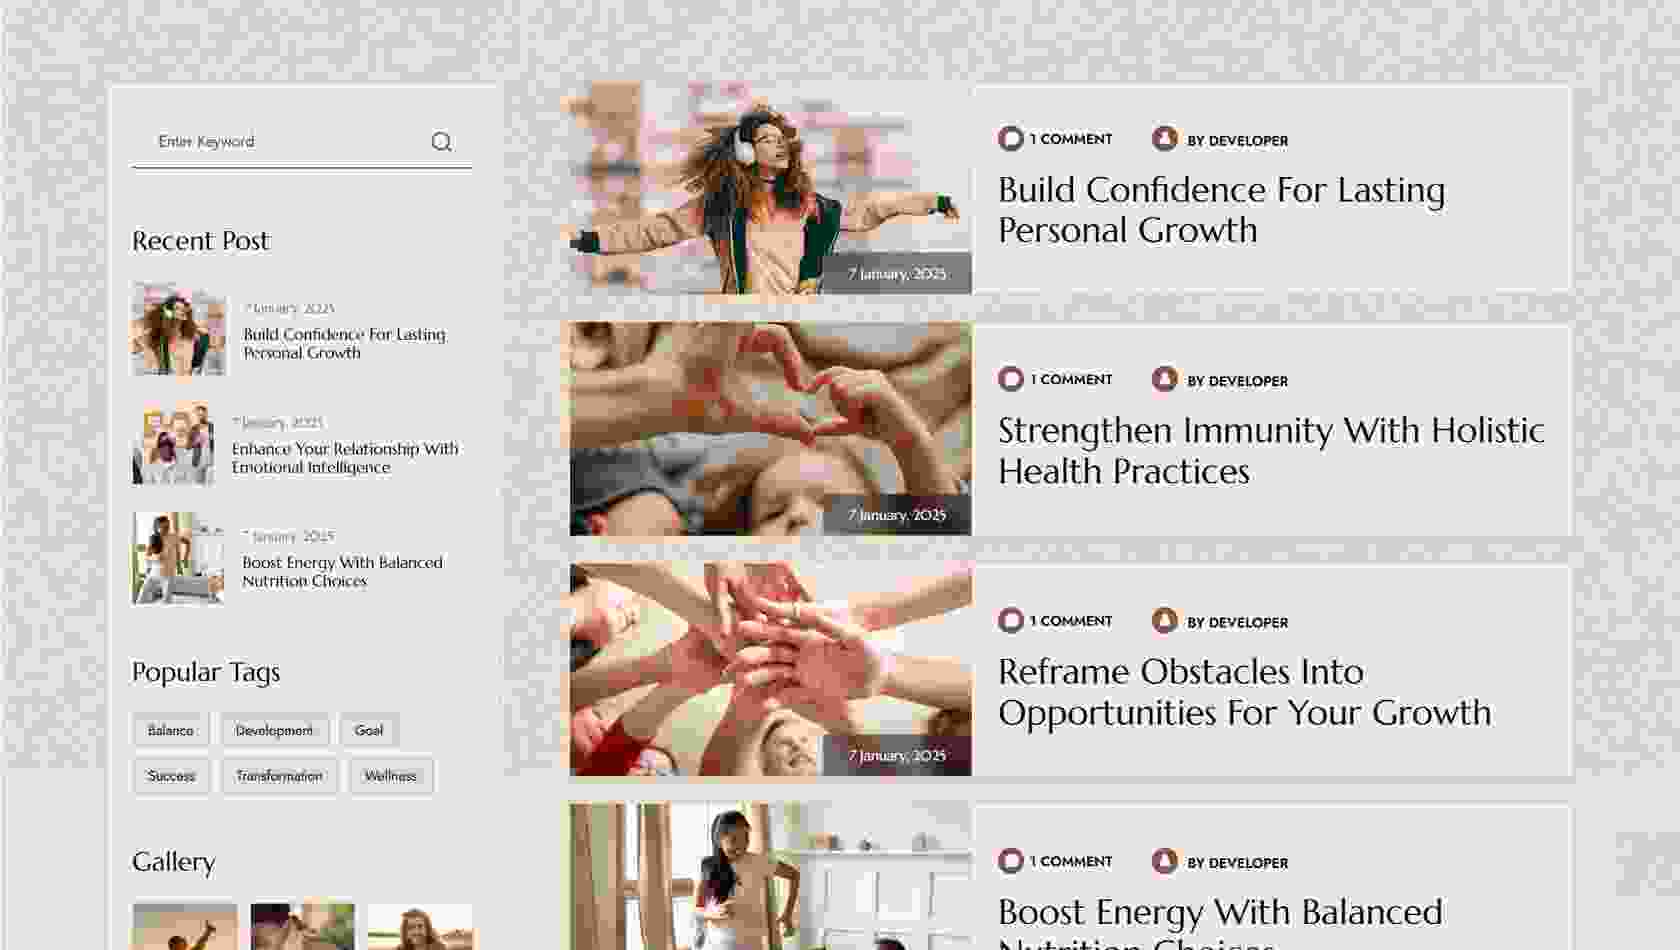 Enter Keyword
Recent Post
7 January, 2025
Build Confidence For Lasting
Personal Growth
7 January, 2025
Enhance Your Relationship With
Emotional Intelligence
7 January, 2025
Boost Energy With Balanced
Nutrition Choices
Popular Tags
Balance
Development
Goal
Success
Transformation
Wellness
Gallery
7 January, 2025
1 COMMENT
BY DEVELOPER
Build Confidence For Lasting
Personal Growth
7 January, 2025
1 COMMENT
BY DEVELOPER
Strengthen Immunity With Holistic
Health Practices
7 January, 2025
1 COMMENT
BY DEVELOPER
Reframe Obstacles Into
Opportunities For Your Growth
1 COMMENT
BY DEVELOPER
Boost Energy With Balanced
Nutrition Choices